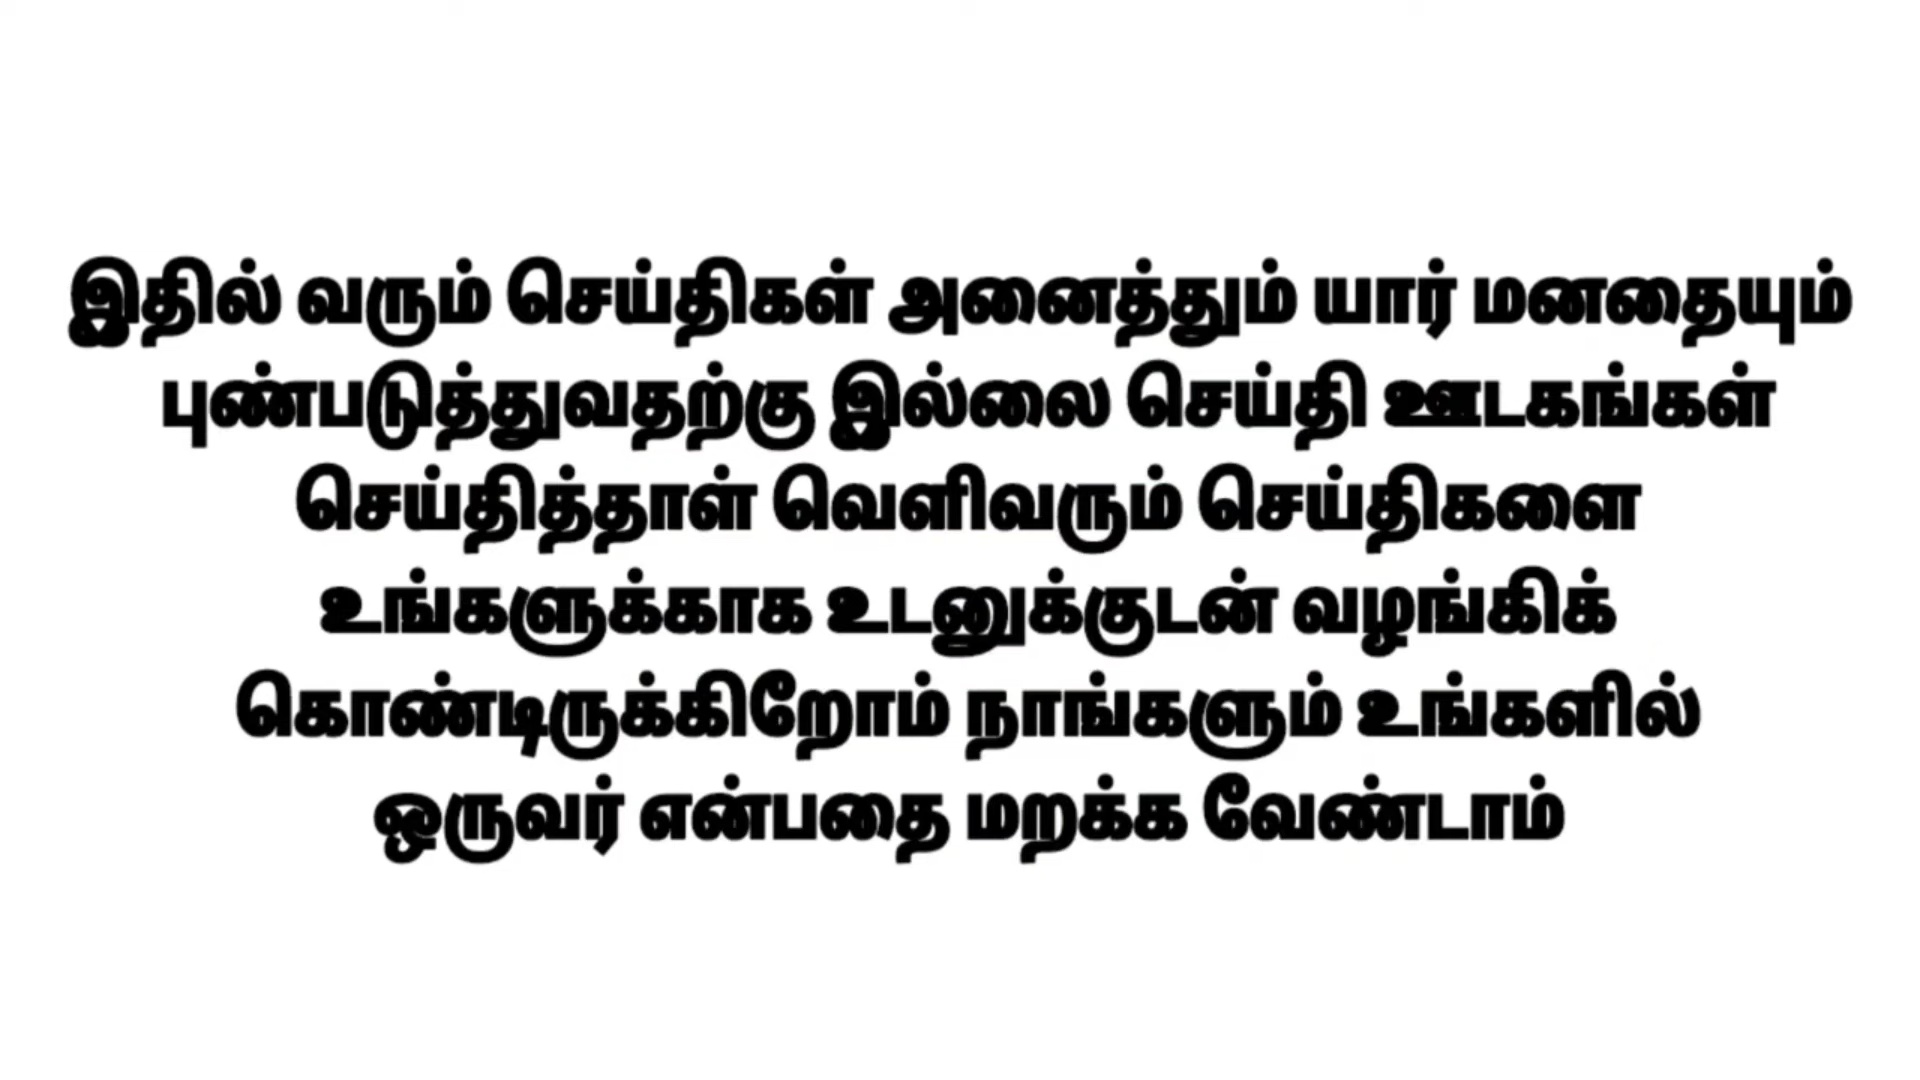 இதில் வரும் செய்திகள் அனைத்தும் யார் மனதையும்
புண்படுத்துவதற்கு இல்லை செய்தி ஊடகங்கள்
செய்தித்தாள் வெளிவரும் செய்திகளை
உங்களுக்காக உடனுக்குடன் வழங்கிக்
கொண்டிருக்கிறோம் நாங்களும் உங்களில்
ஒருவர் என்பதை மறக்க வேண்டாம்